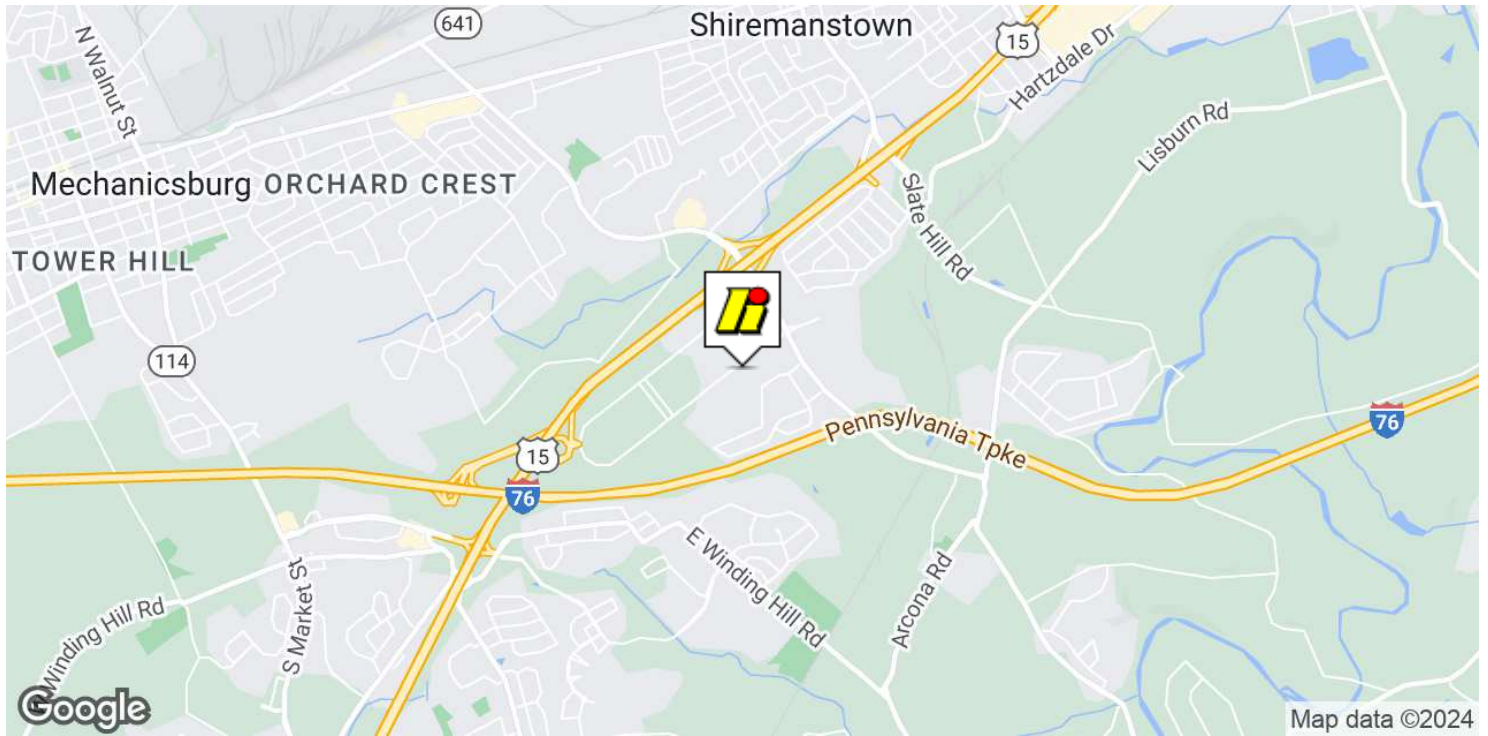 641
Shiremanstown
15
N Walnut St
Hartzdale Dr
Lisburn Rd
Mechanicsburg
ORCHARD CREST
Slate Hill Rd
TOWER HILL
114
Pennsylvania Tpke
76
15
76
E Winding Hill Rd
Arcona Rd
S Market St
W Winding Hill Rd
Google
Map data ©2024